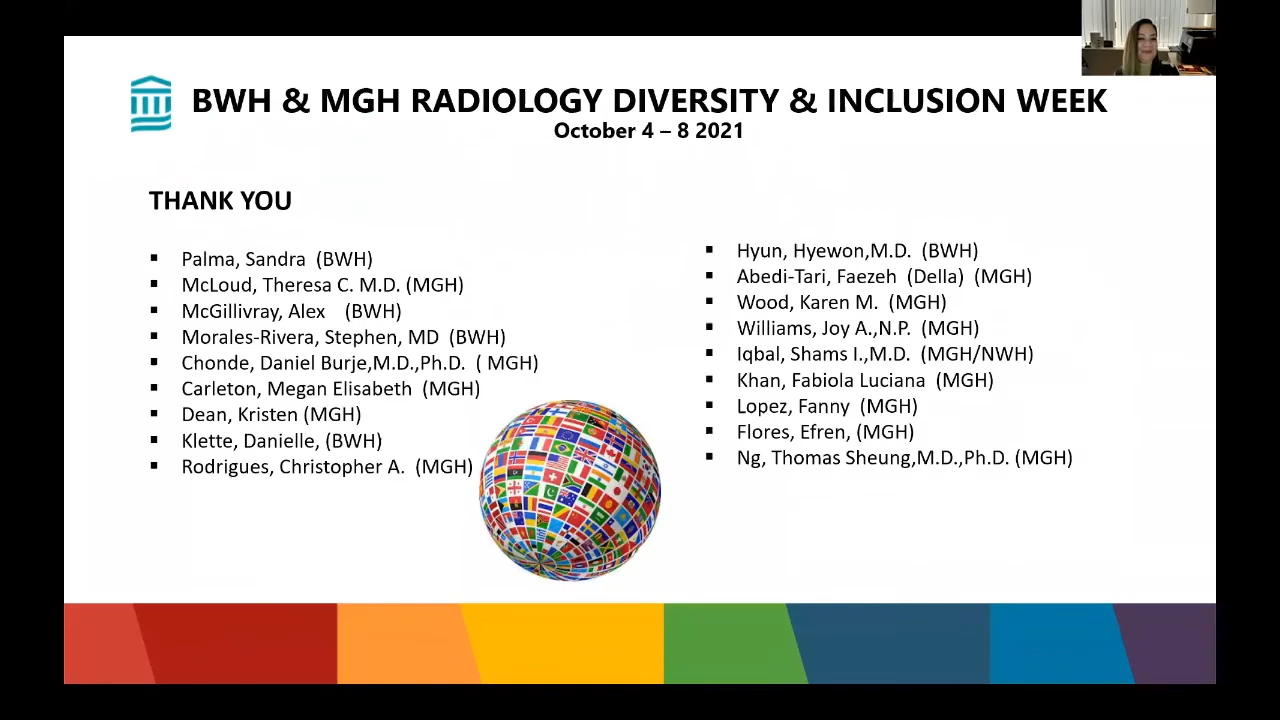 BWH & MGH RADIOLOGY DIVERSITY & INCLUSION WEEK
October 4 – 8 2021
THANK YOU
▪ Palma, Sandra (BWH)
▪ McLoud, Theresa C. M.D. (MGH)
▪ McGillivray, Alex (BWH)
▪ Morales-Rivera, Stephen, MD (BWH)
▪ Chonde, Daniel Burje,M.D.,Ph.D. ( MGH)
▪ Carleton, Megan Elisabeth (MGH)
▪ Dean, Kristen (MGH)
▪ Klette, Danielle, (BWH)
▪ Rodrigues, Christopher A. (MGH)
▪ Hyun, Hyewon,M.D. (BWH)
▪ Abedi-Tari, Faezeh (Della) (MGH)
▪ Wood, Karen M. (MGH)
▪ Williams, Joy A.,N.P. (MGH)
▪ Iqbal, Shams I.,M.D. (MGH/NWH)
▪ Khan, Fabiola Luciana (MGH)
▪ Lopez, Fanny (MGH)
▪ Flores, Efren, (MGH)
▪ Ng, Thomas Sheung,M.D.,Ph.D. (MGH)